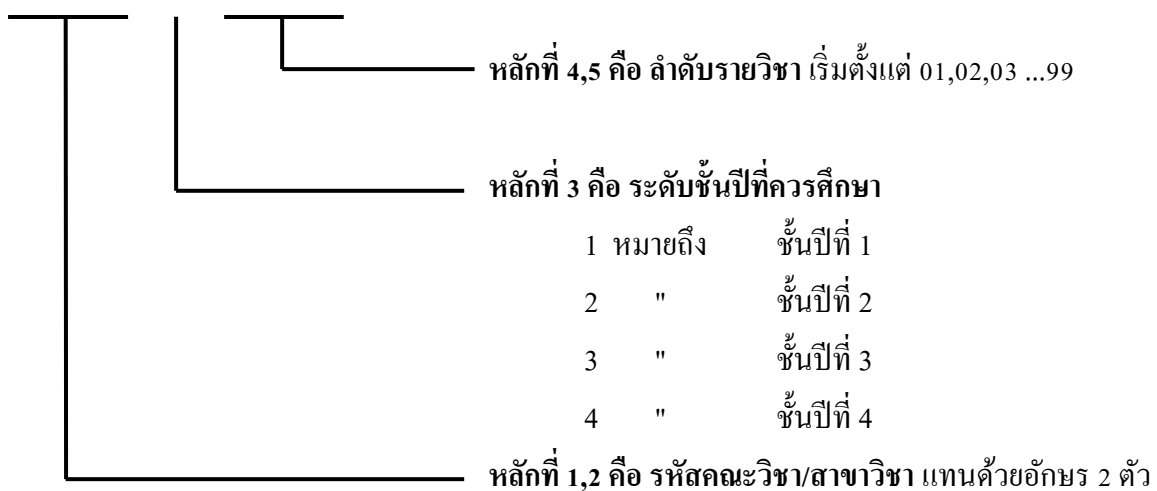 หลักที่ 4,5 คือ ลำดับรายวิชา เริ่มตั้งแต่ 01,02,03 ...99
หลักที่ 3 คือ ระดับชั้นปีที่ควรศึกษา
1 หมายถึง ชั้นปีที่ 1
2 " ชั้นปีที่ 2
3 " ชั้นปีที่ 3
4 " ชั้นปีที่ 4
หลักที่ 1,2 คือ รหัสคณะวิชา/สาขาวิชา แทนด้วยอักษร 2 ตัว